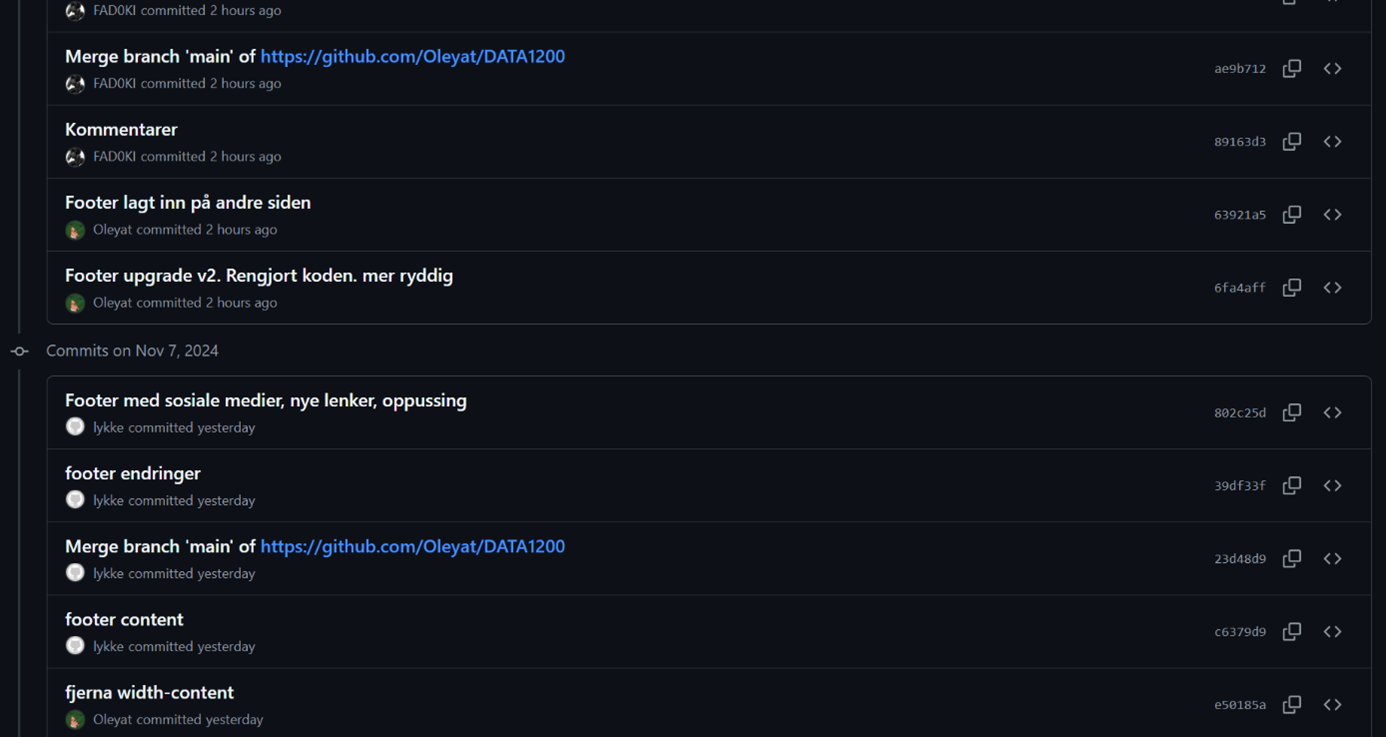 FAD0KI committed 2 hours ago
Merge branch 'main' of https://github.com/Oleyat/DATA1200
FAD0KI committed 2 hours ago
ae9b712
Kommentarer
FAD0KI committed 2 hours ago
89163d3
Footer lagt inn på andre siden
Oleyat committed 2 hours ago
63921a5
Footer upgrade v2. Rengjort koden. mer ryddig
Oleyat committed 2 hours ago
6fa4aff
Commits on Nov 7, 2024
Footer med sosiale medier, nye lenker, oppussing
lykke committed yesterday
802c25d
footer endringer
lykke committed yesterday
39df33f
Merge branch 'main' of https://github.com/Oleyat/DATA1200
lykke committed yesterday
23d48d9
footer content
lykke committed yesterday
c6379d9
fjerna width-content
Oleyat committed yesterday
e50185a